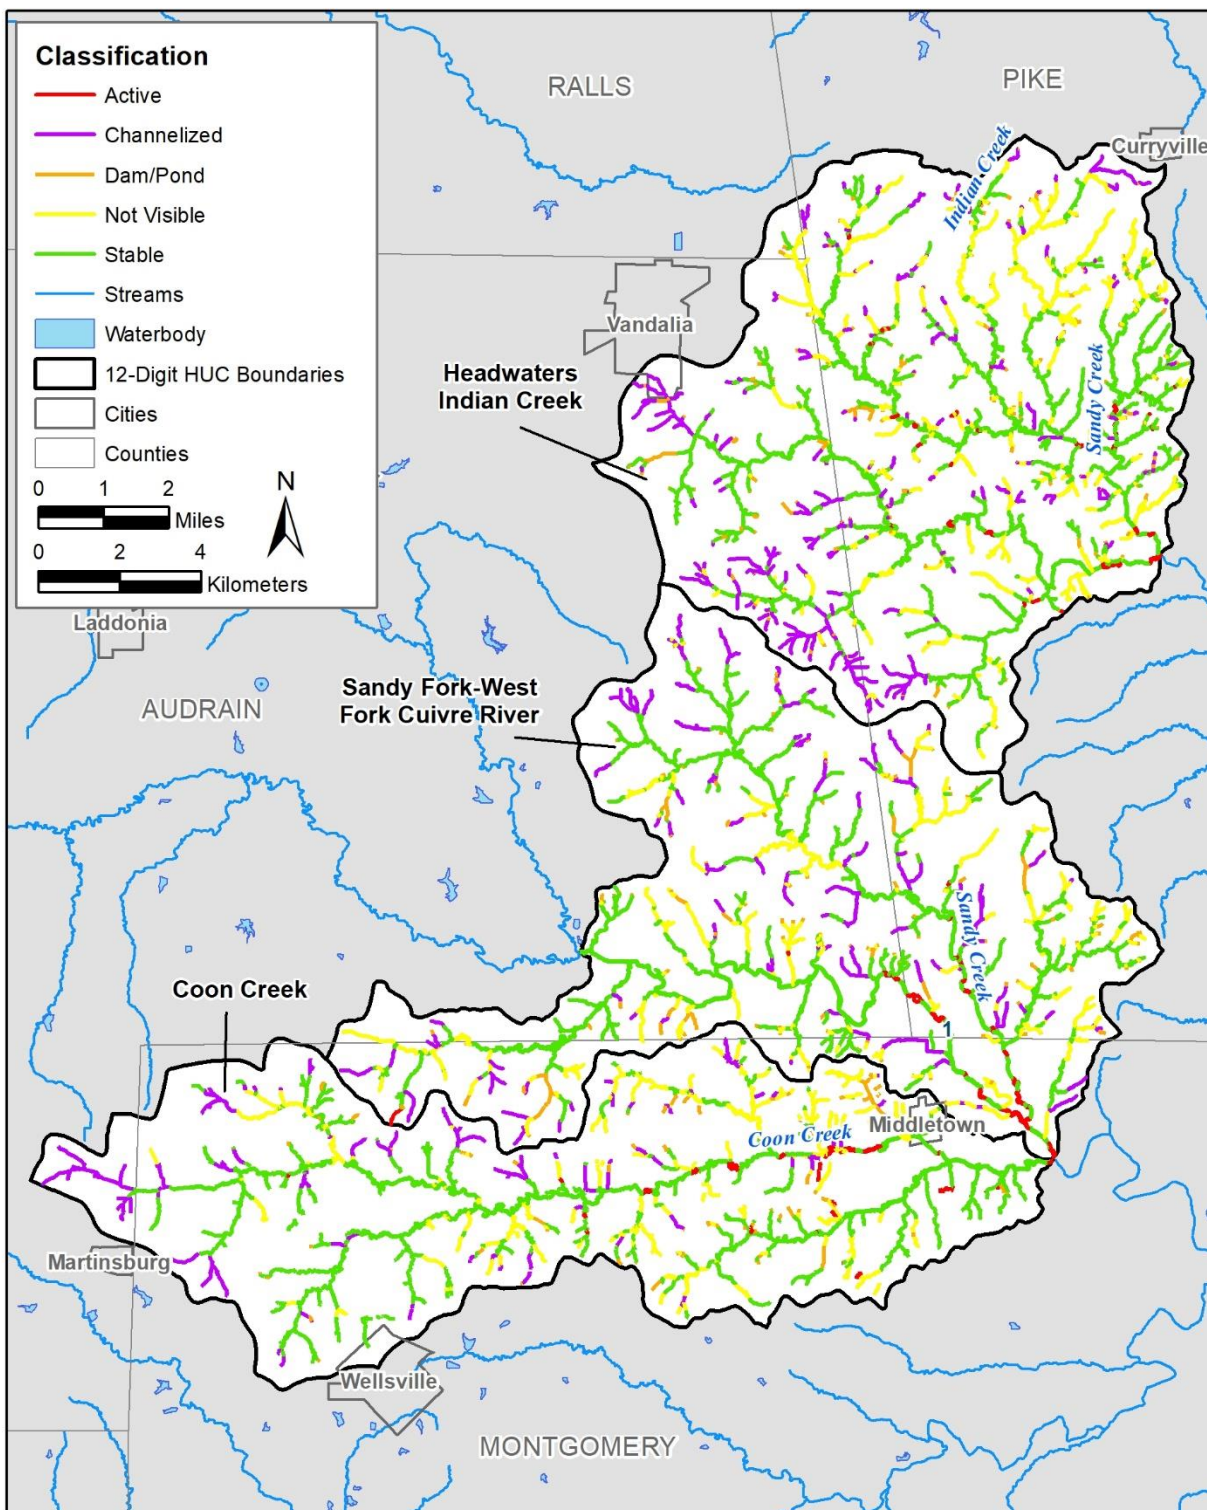 Classification
Active
Channelized
Dam/Pond
Not Visible
Stable
Streams
Waterbody
12-Digit HUC Boundaries
Cities
Counties
0 1 2
Miles
0 2 4
Kilometers
N
RALLS
PIKE
Curryville
Indian Creek
Vandalia
Headwaters
Indian Creek
Sandy Creek
Laddonia
AUDRAIN
Sandy Fork-West
Fork Cuivre River
Sandy Creek
Coon Creek
1
Middletown
Coon Creek
Martinsburg
Wellsville
MONTGOMERY